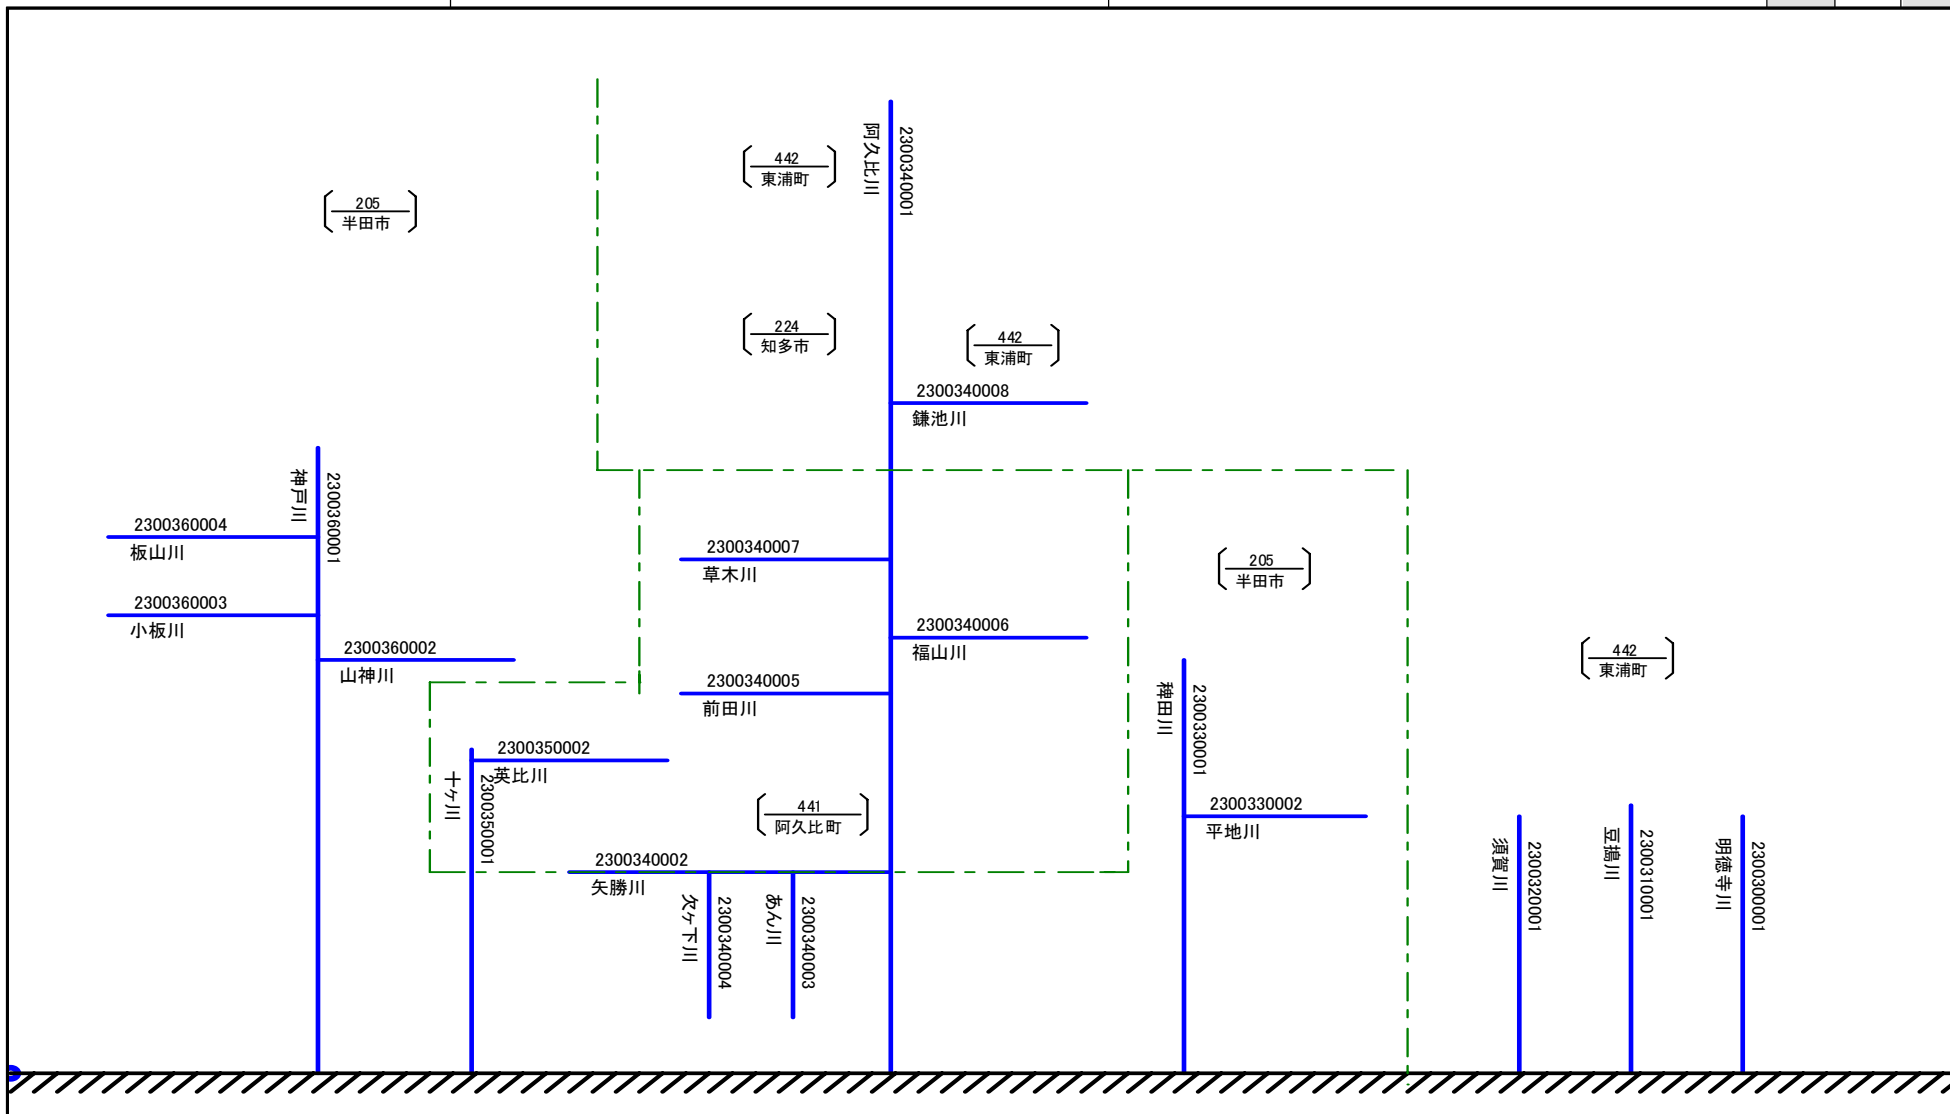 442
東浦町
阿久比川
2300340001
205
半田市
224
知多市
442
東浦町
2300340008
鎌池川
神戸川
2300360001
2300360004
板山川
2300340007
草木川
205
半田市
2300360003
小板川
2300340006
福山川
2300360002
山神川
442
東浦町
2300340005
前田川
稗田川
2300330001
2300350002
英比川
十ヶ川
2300350001
441
阿久比町
2300330002
平地川
2300340002
矢勝川
須賀川
2300320001
豆搗川
2300310001
明徳寺川
2300300001
欠ヶ下川
2300340004
あん川
2300340003